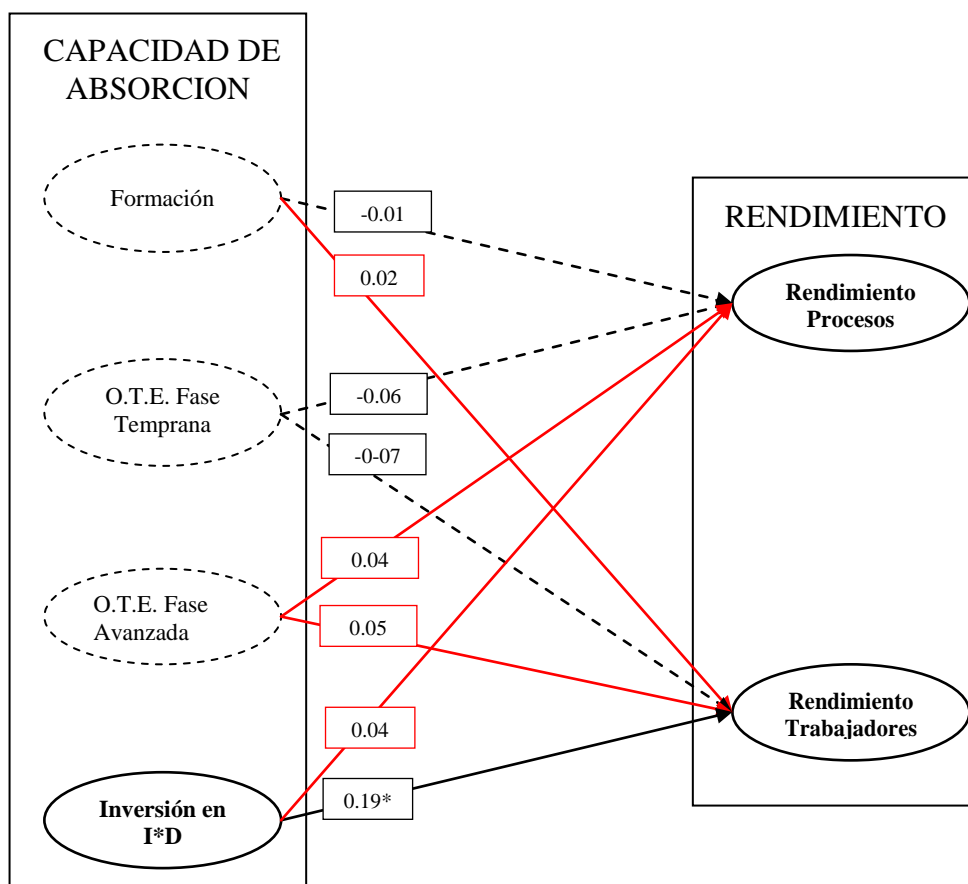 CAPACIDAD DE
ABSORCION
Formación
-0.01
0.02
RENDIMIENTO
Rendimiento
Procesos
O.T.E. Fase
Temprana
-0.06
-0-07
O.T.E. Fase
Avanzada
0.04
0.05
Rendimiento
Trabajadores
0.04
0.19*
Inversión en
I*D